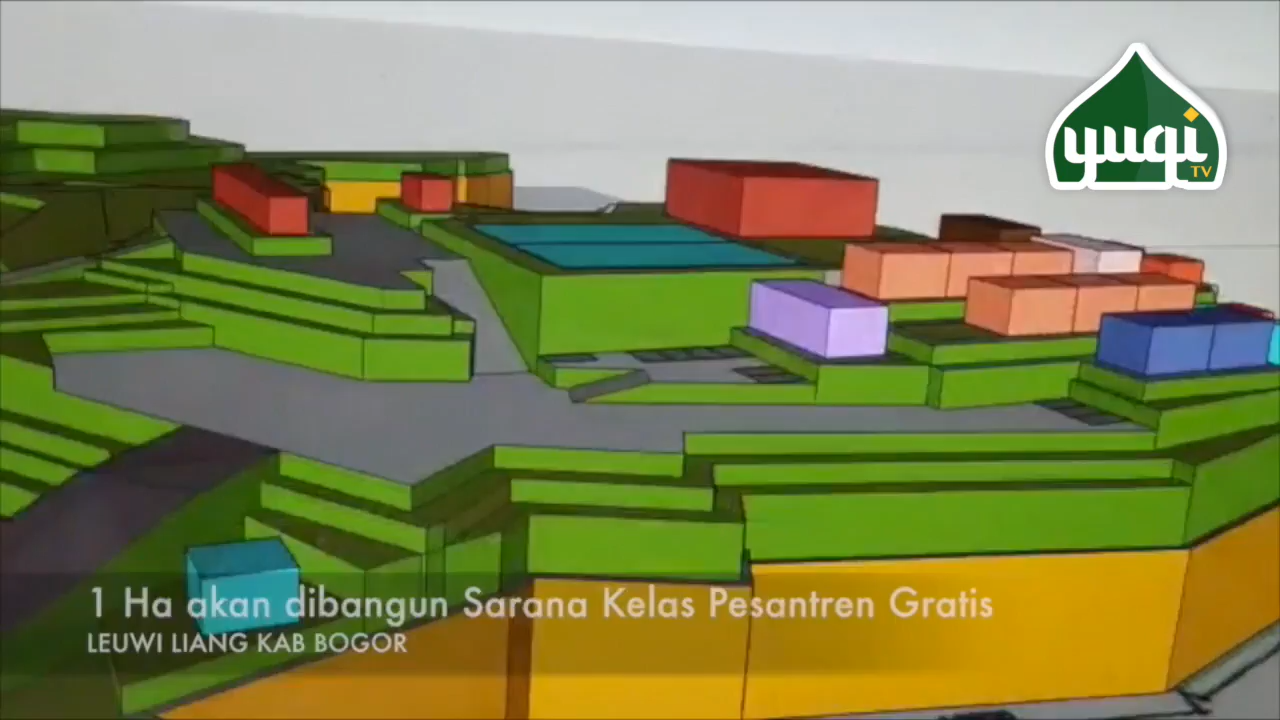 yuqi
TV
1 Ha akan dibangun Sarana Kelas Pesantren Gratis
LEUWI LIANG KAB BOGOR